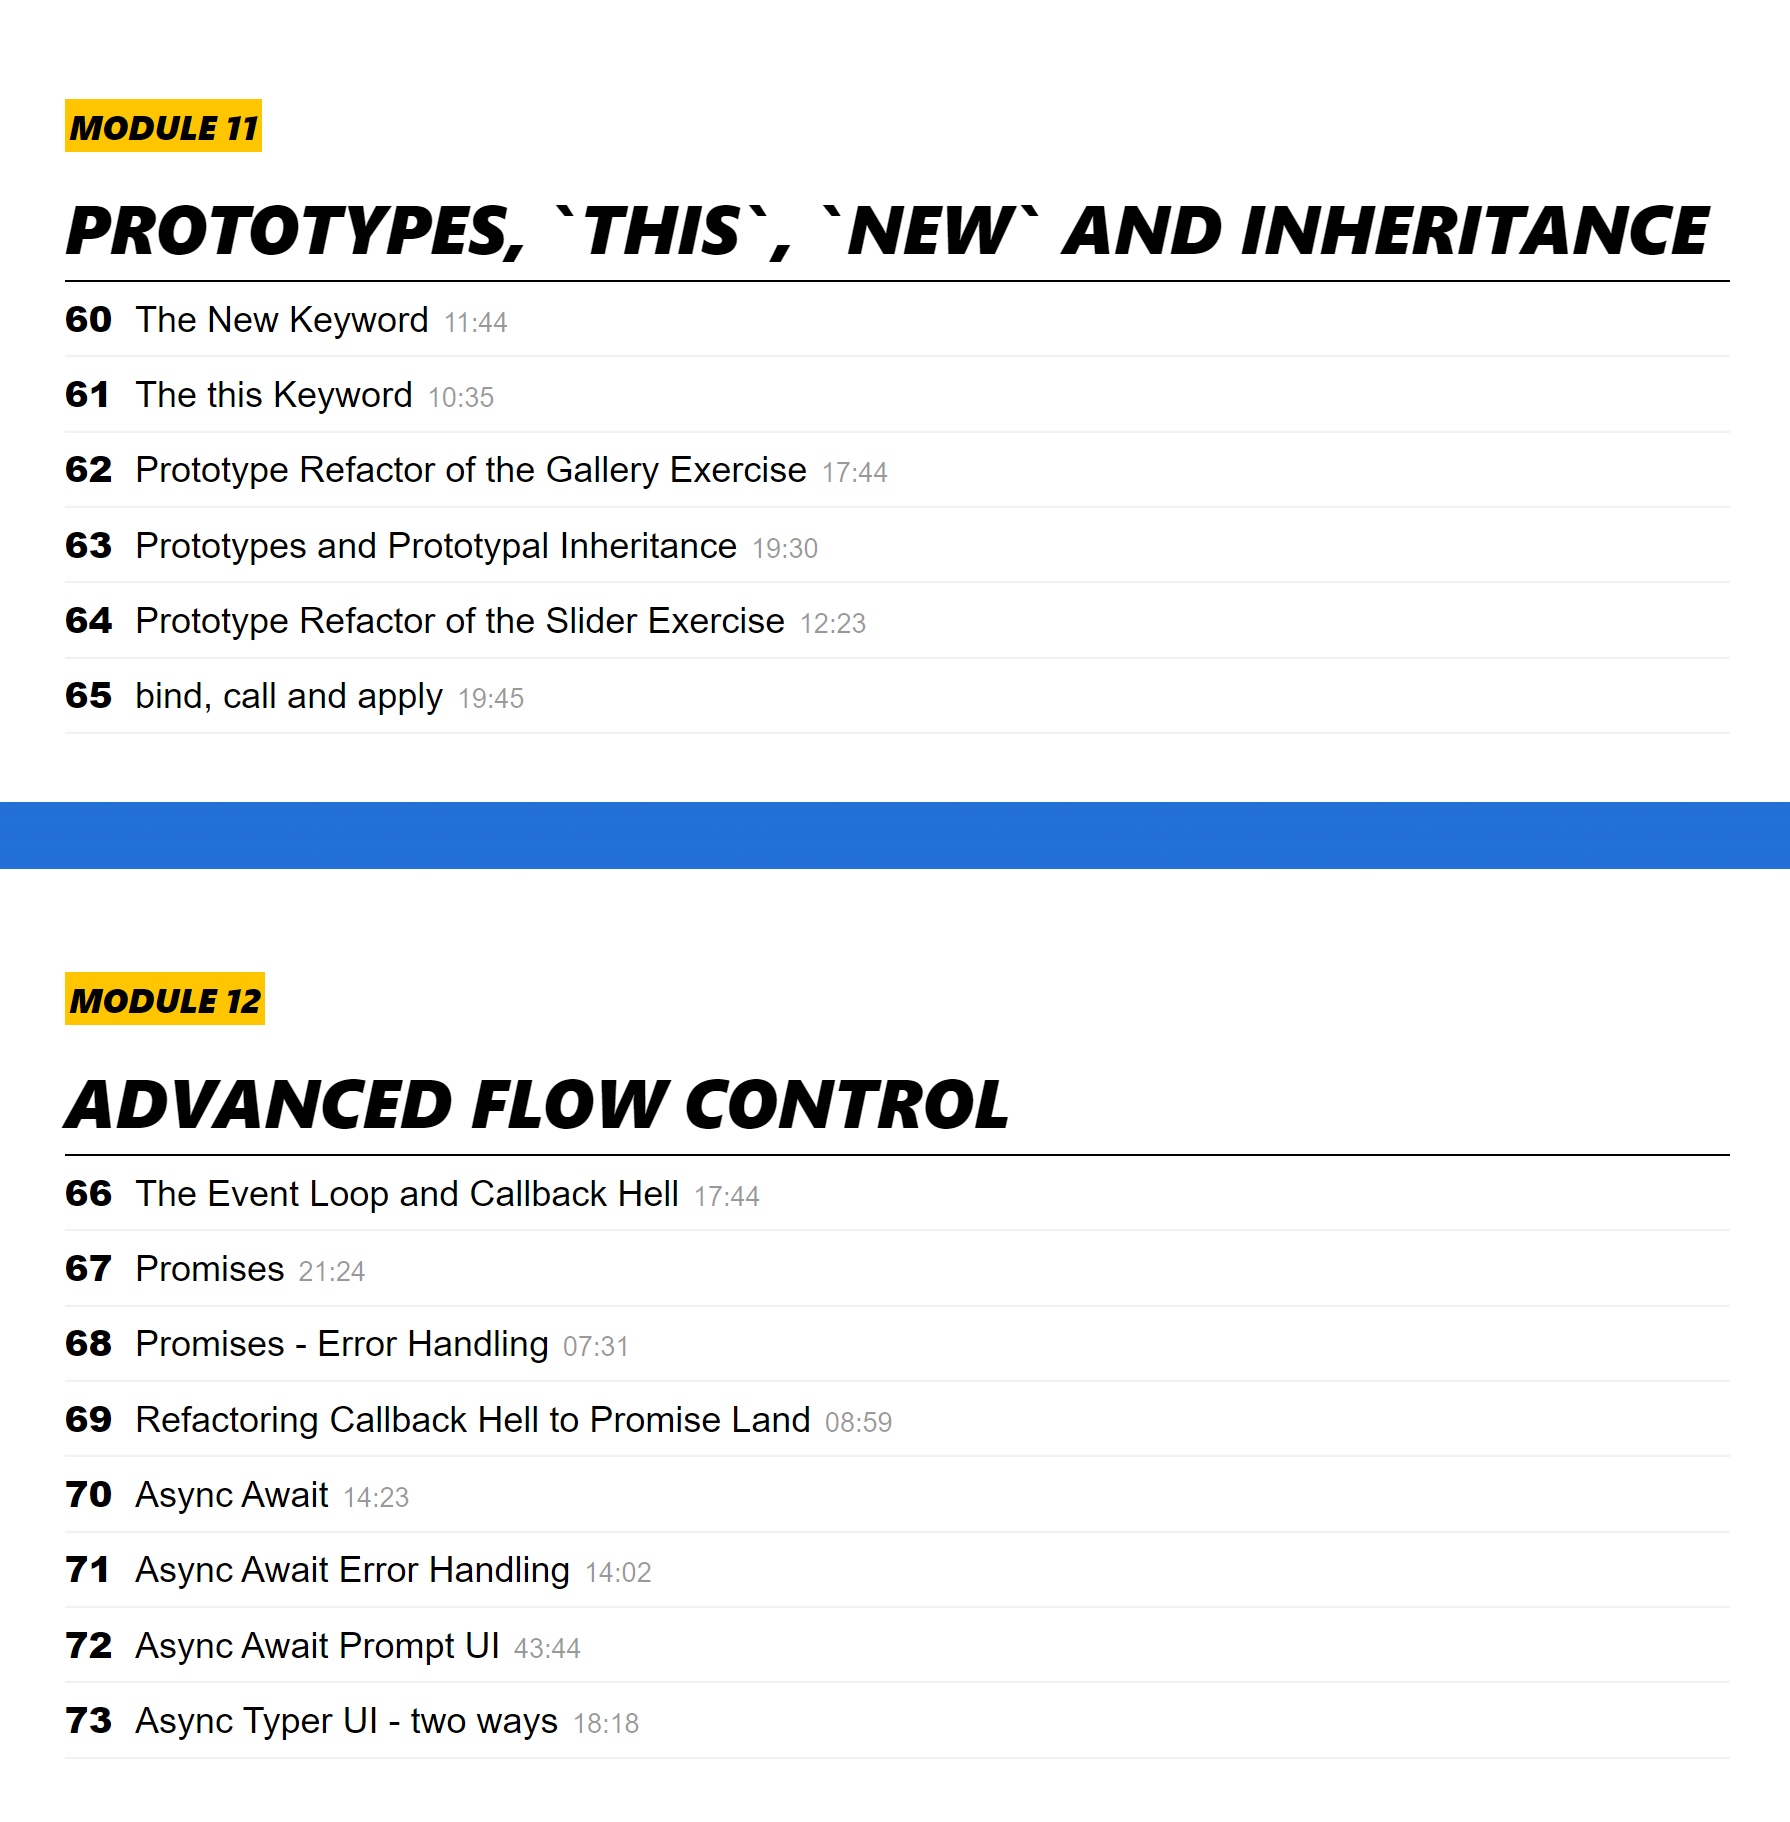 MODULE 11
PROTOTYPES, `THIS`, `NEW` AND INHERITANCE
60 The New Keyword 11:44
61 The this Keyword 10:35
62 Prototype Refactor of the Gallery Exercise 17:44
63 Prototypes and Prototypal Inheritance 19:30
64 Prototype Refactor of the Slider Exercise 12:23
65 bind, call and apply 19:45
MODULE 12
ADVANCED FLOW CONTROL
66 The Event Loop and Callback Hell 17:44
67 Promises 21:24
68 Promises - Error Handling 07:31
69 Refactoring Callback Hell to Promise Land 08:59
70 Async Await 14:23
71 Async Await Error Handling 14:02
72 Async Await Prompt UI 43:44
73 Async Typer UI - two ways 18:18